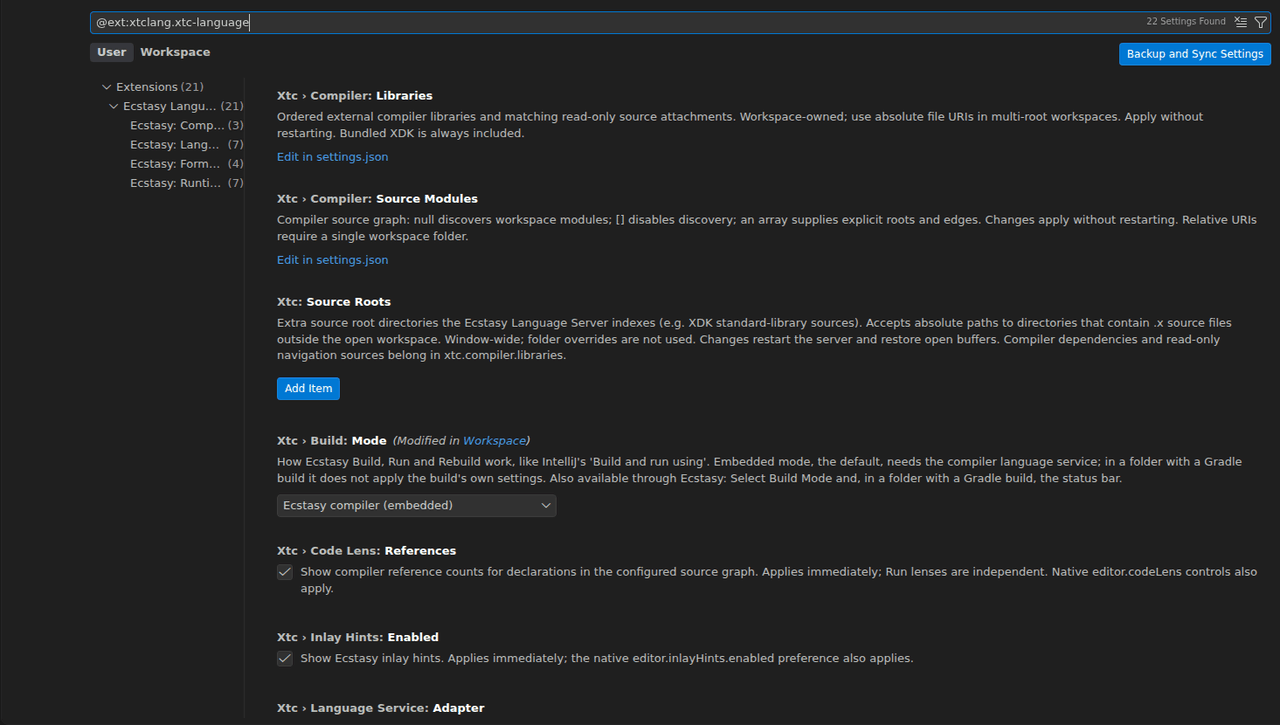 @ext:xtclang.xtc-language
22 Settings Found
User
Workspace
Backup and Sync Settings
Extensions (21)
Ecstasy Langu... (21)
Ecstasy: Comp... (3)
Ecstasy: Lang... (7)
Ecstasy: Form... (4)
Ecstasy: Runti... (7)
Xtc › Compiler: Libraries
Ordered external compiler libraries and matching read-only source attachments. Workspace-owned; use absolute file URIs in multi-root workspaces. Apply without
restarting. Bundled XDK is always included.
Edit in settings.json
Xtc › Compiler: Source Modules
Compiler source graph: null discovers workspace modules; [] disables discovery; an array supplies explicit roots and edges. Changes apply without restarting. Relative URIs
require a single workspace folder.
Edit in settings.json
Xtc: Source Roots
Extra source root directories the Ecstasy Language Server indexes (e.g. XDK standard-library sources). Accepts absolute paths to directories that contain .x source files
outside the open workspace. Window-wide; folder overrides are not used. Changes restart the server and restore open buffers. Compiler dependencies and read-only
navigation sources belong in xtc.compiler.libraries.
Add Item
Xtc › Build: Mode (Modified in Workspace)
How Ecstasy Build, Run and Rebuild work, like IntelliJ's 'Build and run using'. Embedded mode, the default, needs the compiler language service; in a folder with a Gradle
build it does not apply the build's own settings. Also available through Ecstasy: Select Build Mode and, in a folder with a Gradle build, the status bar.
Ecstasy compiler (embedded)
Xtc › Code Lens: References
Show compiler reference counts for declarations in the configured source graph. Applies immediately; Run lenses are independent. Native editor.codeLens controls also
apply.
Xtc › Inlay Hints: Enabled
Show Ecstasy inlay hints. Applies immediately; the native editor.inlayHints.enabled preference also applies.
Xtc › Language Service: Adapter